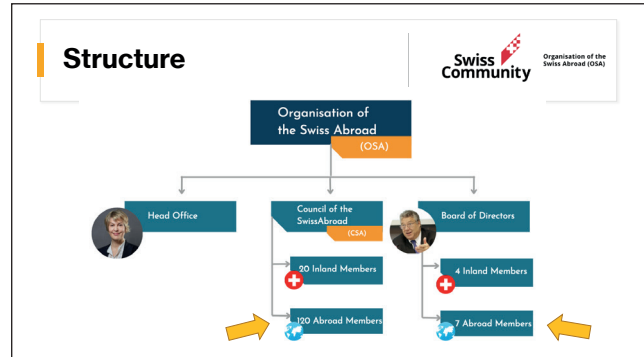 Structure
Swiss
Community
Organisation of the
Swiss Abroad (OSA)
Organisation of
the Swiss Abroad
(OSA)
Head Office
Council of the
SwissAbroad
(CSA)
Board of Directors
20 Inland Members
4 Inland Members
120 Abroad Members
7 Abroad Members